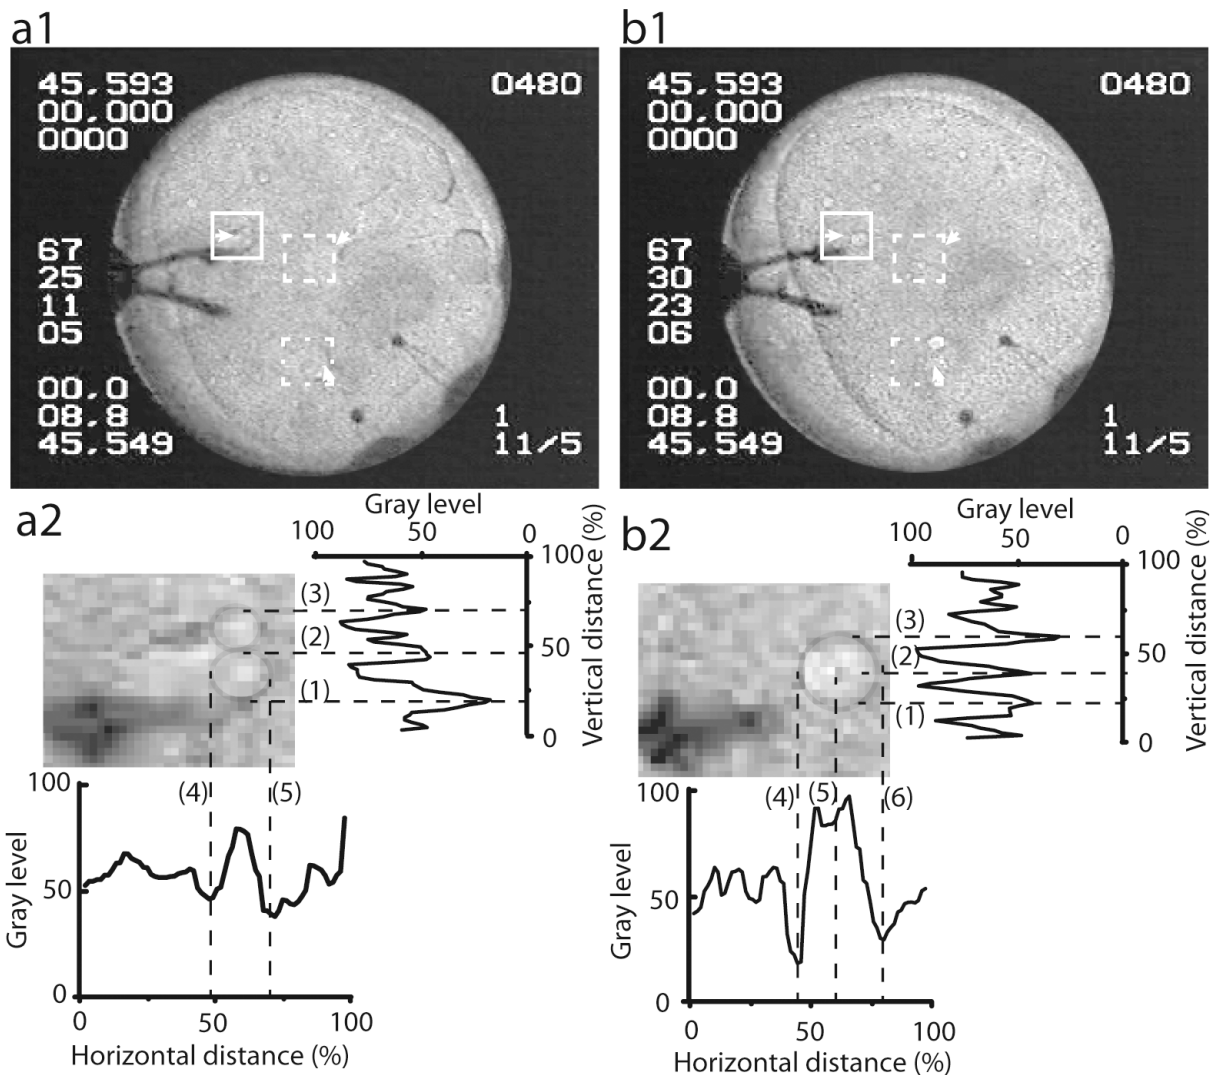 a1
45.593
00.000
0000
0480
67
25
11
05
00.0
08.8
45.549
1
11/5
b1
45.593
00.000
0000
0480
67
30
23
06
00.0
08.8
45.549
1
11/5
a2
Gray level
100 50 0
100
50
0
Vertical distance (%)
(3)
(2)
(1)
(4) (5)
100
50
0
Gray level
0 50 100
Horizontal distance (%)
b2
Gray level
100 50 0
100
50
0
Vertical distance (%)
(3)
(2)
(1)
(4) (5) (6)
100
50
0
Gray level
0 50 100
Horizontal distance (%)